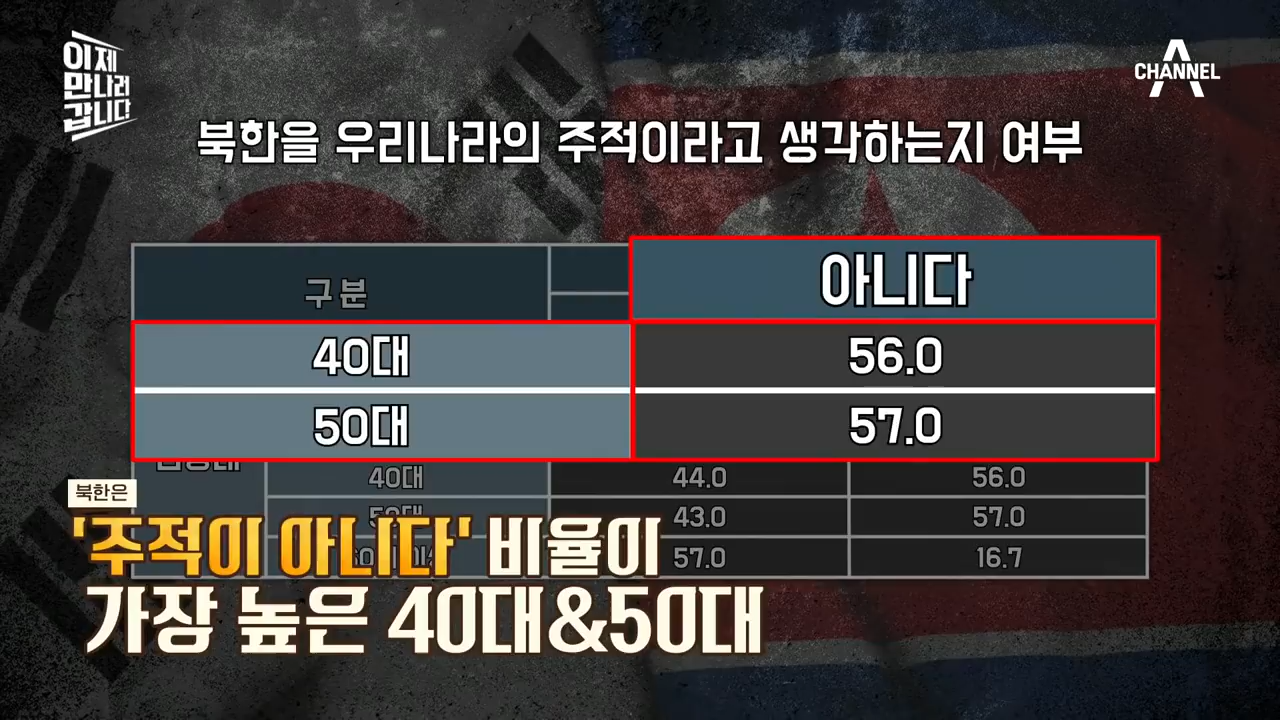 이제
만나러
갑니다
CHANNEL A
북한을 우리나라의 주적이라고 생각하는지 여부
구분 아니다
40대 56.0
50대 57.0
40대 44.0 56.0
43.0 57.0
57.0 16.7
북한은
'주적이 아니다' 비율이
가장 높은 40대&50대